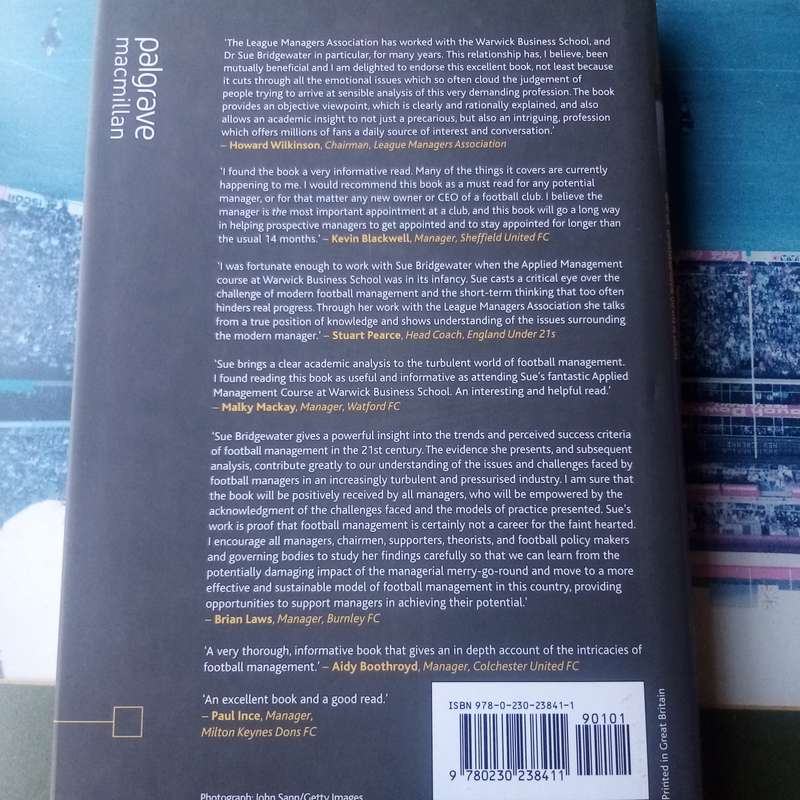 palgrave
macmillan
‘The League Managers Association has worked with the Warwick Business School, and
Dr Sue Bridgewater in particular, for many years. This relationship has, I believe, been
mutually beneficial and I am delighted to endorse this excellent book, not least because
it cuts through all the emotional issues which so often cloud the judgement of
people trying to arrive at sensible analysis of this very demanding profession. The book
provides an objective viewpoint, which is clearly and rationally explained, and also
allows an academic insight to not just a precarious, but also an intriguing, profession
which offers millions of fans a daily source of interest and conversation.’
– Howard Wilkinson, Chairman, League Managers Association
‘I found the book a very informative read. Many of the things it covers are currently
happening to me. I would recommend this book as a must read for any potential
manager, or for that matter any new owner or CEO of a football club. I believe the
manager is the most important appointment at a club, and this book will go a long way
in helping prospective managers to get appointed and to stay appointed for longer than
the usual 14 months.’ – Kevin Blackwell, Manager, Sheffield United FC
‘I was fortunate enough to work with Sue Bridgewater when the Applied Management
course at Warwick Business School was in its infancy. Sue casts a critical eye over the
challenge of modern football management and the short-term thinking that too often
hinders real progress. Through her work with the League Managers Association she talks
from a true position of knowledge and shows understanding of the issues surrounding
the modern manager.’ – Stuart Pearce, Head Coach, England Under 21s
‘Sue brings a clear academic analysis to the turbulent world of football management.
I found reading this book as useful and informative as attending Sue’s fantastic Applied
Management Course at Warwick Business School. An interesting and helpful read.’
– Malky Mackay, Manager, Watford FC
‘Sue Bridgewater gives a powerful insight into the trends and perceived success criteria
of football management in the 21st century. The evidence she presents, and subsequent
analysis, contribute greatly to our understanding of the issues and challenges faced by
football managers in an increasingly turbulent and pressurised industry. I am sure that
the book will be positively received by all managers, who will be empowered by the
acknowledgment of the challenges faced and the models of practice presented. Sue’s
work is proof that football management is certainly not a career for the faint hearted.
I encourage all managers, chairmen, supporters, theorists, and football policy makers
and governing bodies to study her findings carefully so that we can learn from the
potentially damaging impact of the managerial merry-go-round and move to a more
effective and sustainable model of football management in this country, providing
opportunities to support managers in achieving their potential.’
– Brian Laws, Manager, Burnley FC
‘A very thorough, informative book that gives an in depth account of the intricacies of
football management.’ – Aidy Boothroyd, Manager, Colchester United FC
‘An excellent book and a good read.’
– Paul Ince, Manager,
Milton Keynes Dons FC
ISBN 978-0-230-23841-1
90101
9 780230 238411
Printed in Great Britain
Photograph: John Sann/Getty Images